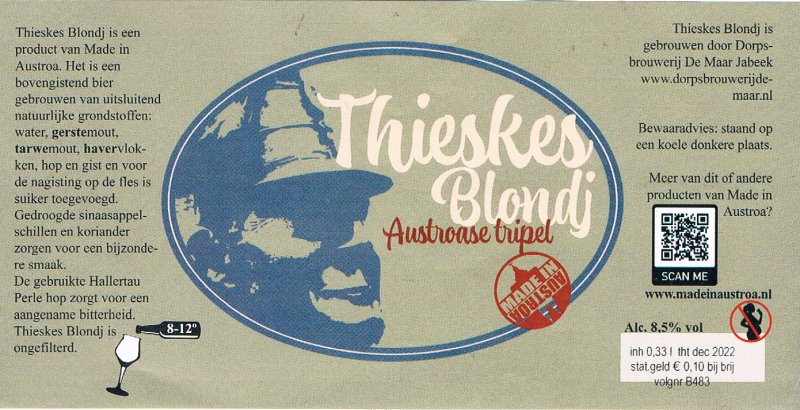 Thieskes Blondj is een
product van Made in
Austroa. Het is een
bovengistend bier
gebrouwen van uitsluitend
natuurlijke grondstoffen:
water, gerstemout,
tarwemout, havervlok-
ken, hop en gist en voor
de nagisting op de fles is
suiker toegevoegd.
Gedroogde sinaasappel-
schillen en koriander
zorgen voor een bijzonde-
re smaak.
De gebruikte Hallertau
Perle hop zorgt voor een
aangename bitterheid.
Thieskes Blondj is
ongefilterd.
8-12°
Thieskes
Blondj
Austroase tripel
MADE IN
AUSTROA
Thieskes Blondj is
gebrouwen door Dorps-
brouwerij De Maar Jabeek
www.dorpsbrouwerijde-
maar.nl
Bewaaradvies: staand op
een koele donkere plaats.
Meer van dit of andere
producten van Made in
Austroa?
SCAN ME
www.madeinaustroa.nl
Alc. 8,5% vol
inh 0,33 l tht dec 2022
stat.geld € 0,10 bij brij
volgnr B483